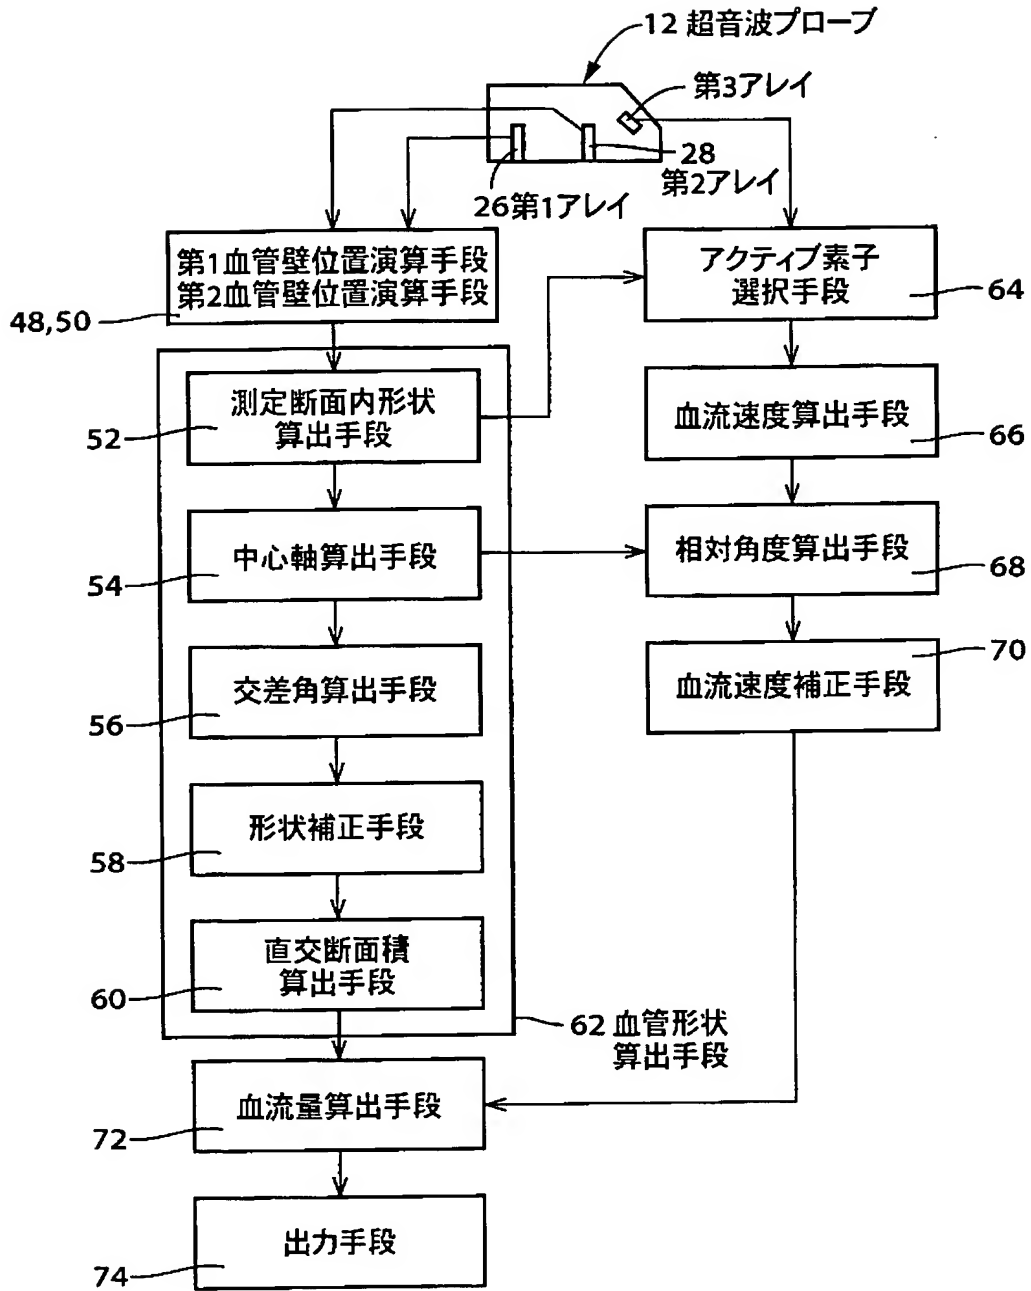 12 超音波プローブ
第3アレイ
28
第2アレイ
26第1アレイ
第1血管壁位置演算手段
第2血管壁位置演算手段
48,50
アクティブ素子
選択手段
64
測定断面内形状
算出手段
52
血流速度算出手段
66
中心軸算出手段
54
相対角度算出手段
68
交差角算出手段
56
血流速度補正手段
70
形状補正手段
58
直交断面積
算出手段
60
62 血管形状
算出手段
血流量算出手段
72
出力手段
74